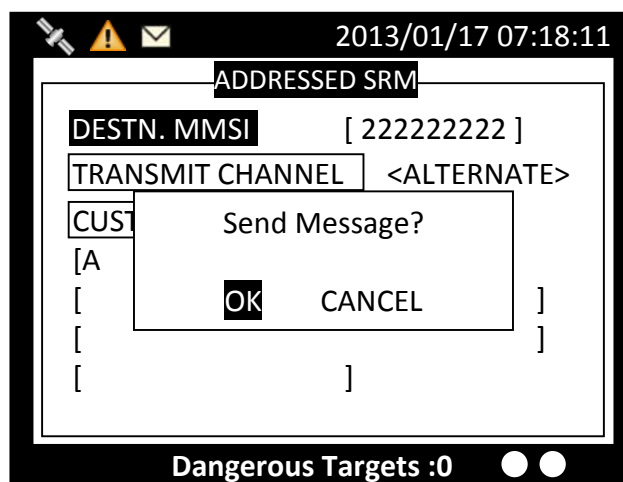 2013/01/17 07:18:11
ADDRESSED SRM
DESTN. MMSI [ 222222222 ]
TRANSMIT CHANNEL <ALTERNATE>
CUST
Send Message?
[A
OK CANCEL
[ ]
[ ]
[ ]
Dangerous Targets :0